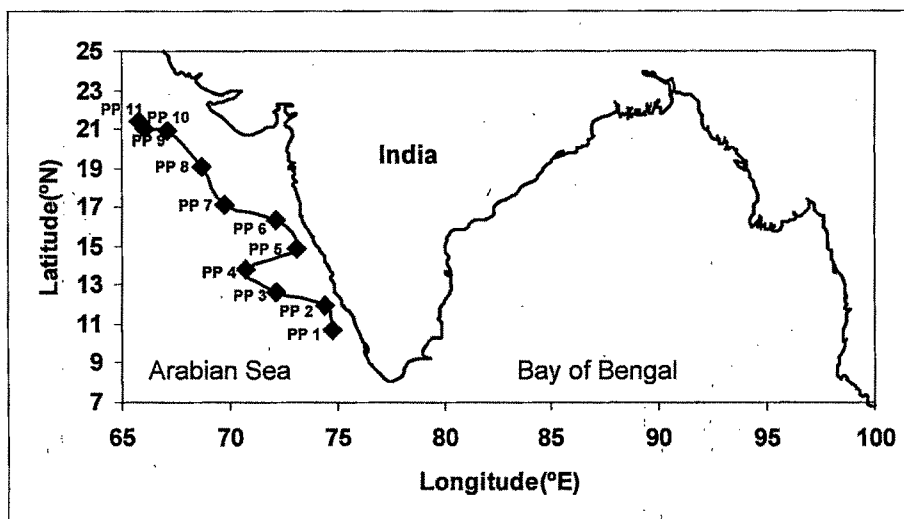 25
23
21
19
17
15
13
11
9
7
Latitude(ºN)
PP 11
PP 10
PP 9
PP 8
PP 7
PP 6
PP 5
PP 4
PP 3
PP 2
PP 1
India
Arabian Sea
Bay of Bengal
65 70 75 80 85 90 95 100
Longitude(ºE)